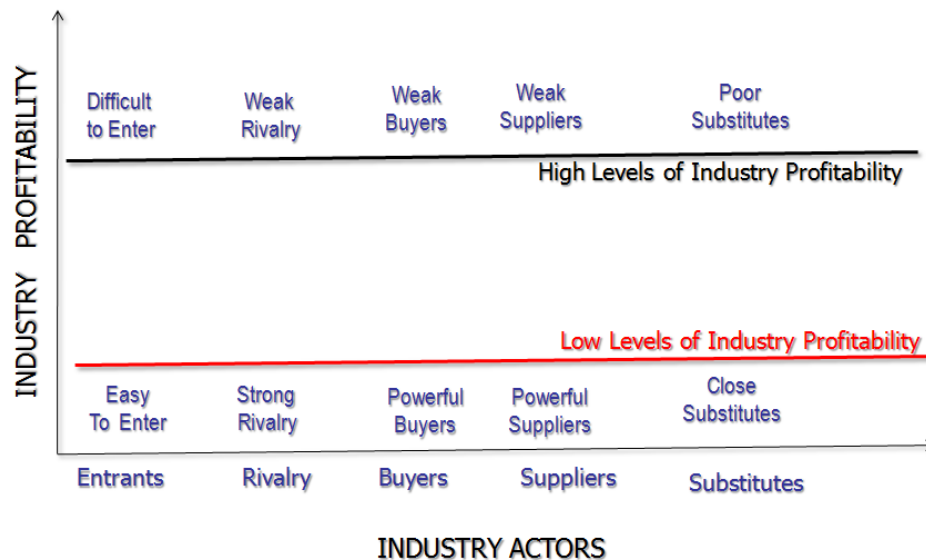 INDUSTRY PROFITABILITY
Difficult
to Enter
Weak
Rivalry
Weak
Buyers
Weak
Suppliers
Poor
Substitutes
High Levels of Industry Profitability
Low Levels of Industry Profitability
Easy
To Enter
Strong
Rivalry
Powerful
Buyers
Powerful
Suppliers
Close
Substitutes
Entrants
Rivalry
Buyers
Suppliers
Substitutes
INDUSTRY ACTORS